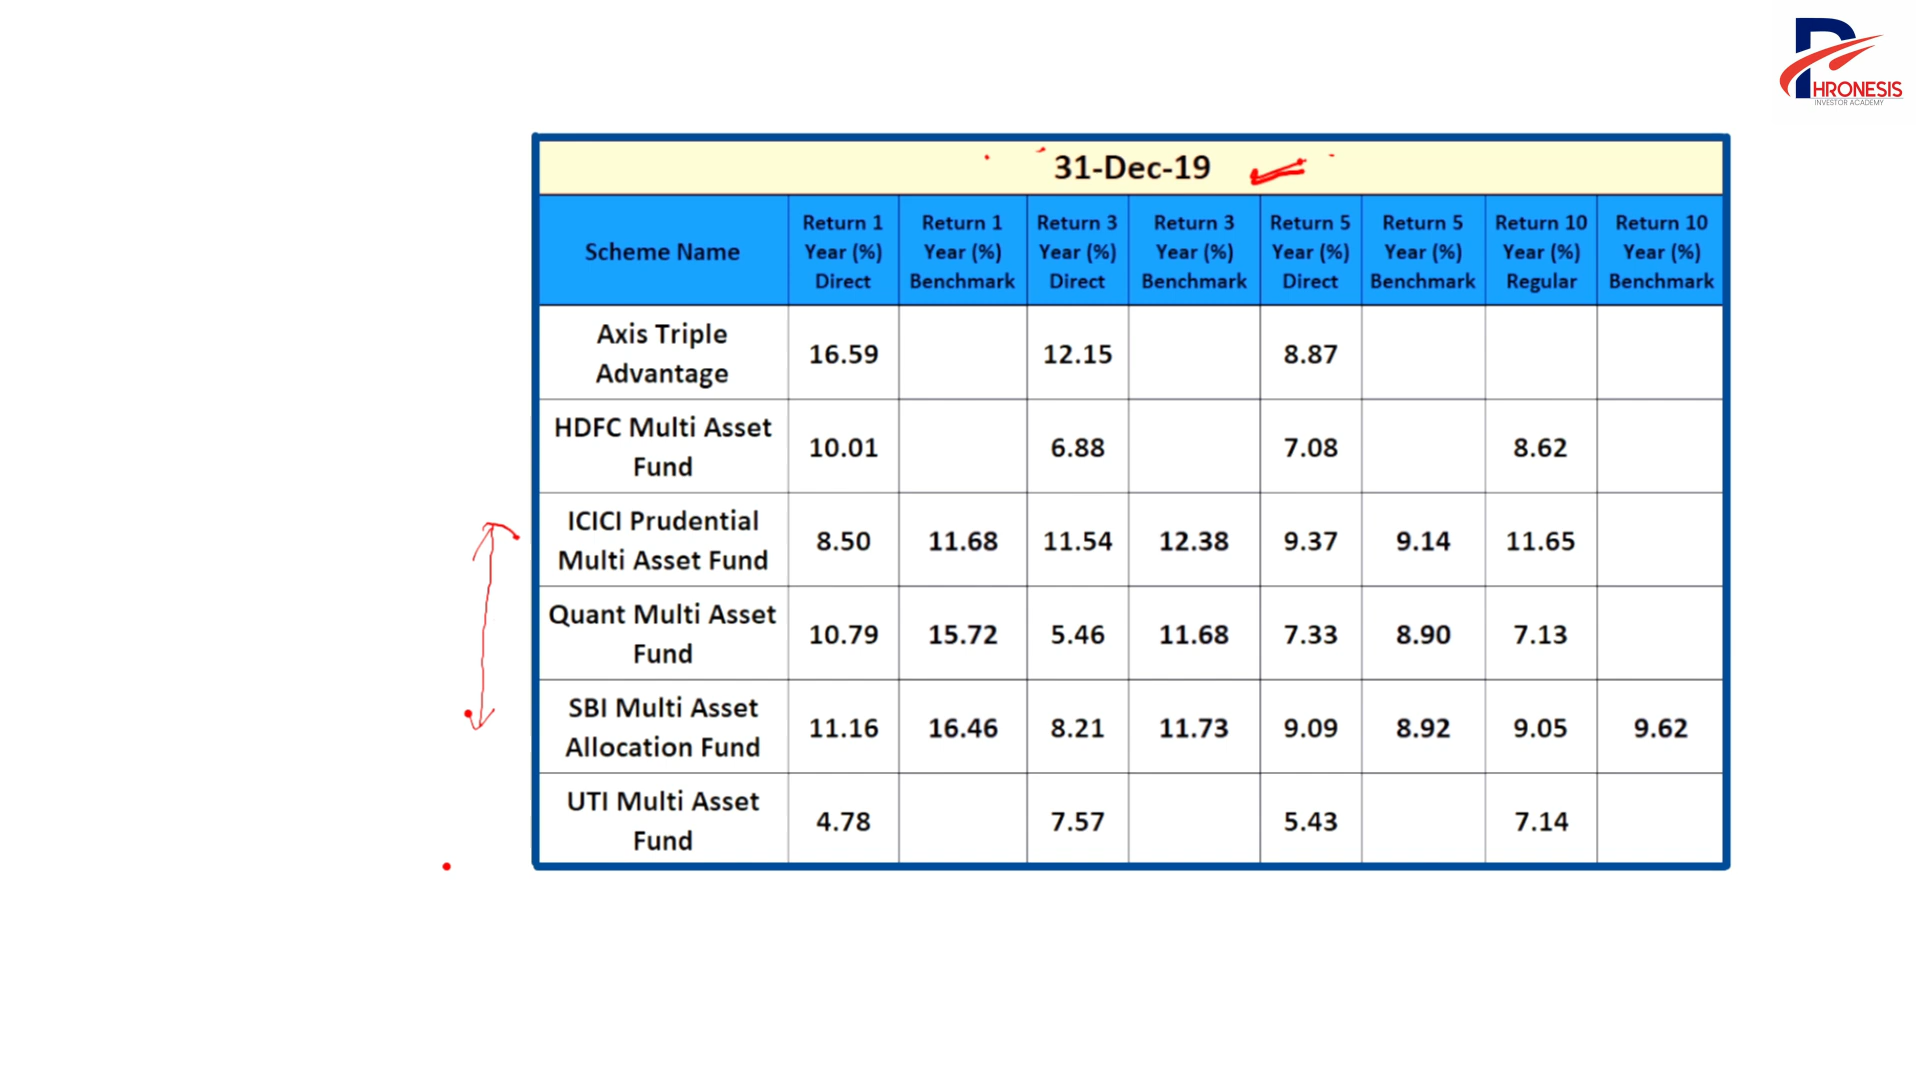 PHRONESIS
INVESTOR ACADEMY
31-Dec-19
Scheme Name
Return 1 Year (%) Direct
Return 1 Year (%) Benchmark
Return 3 Year (%) Direct
Return 3 Year (%) Benchmark
Return 5 Year (%) Direct
Return 5 Year (%) Benchmark
Return 10 Year (%) Regular
Return 10 Year (%) Benchmark
Axis Triple Advantage 16.59 12.15 8.87
HDFC Multi Asset Fund 10.01 6.88 7.08 8.62
ICICI Prudential Multi Asset Fund 8.50 11.68 11.54 12.38 9.37 9.14 11.65
Quant Multi Asset Fund 10.79 15.72 5.46 11.68 7.33 8.90 7.13
SBI Multi Asset Allocation Fund 11.16 16.46 8.21 11.73 9.09 8.92 9.05 9.62
UTI Multi Asset Fund 4.78 7.57 5.43 7.14